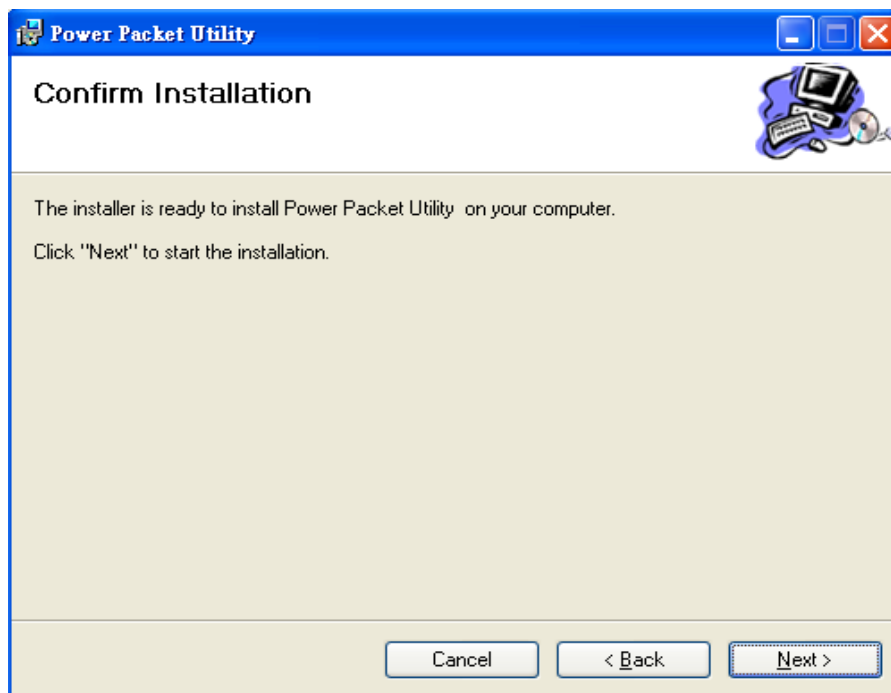 Power Packet Utility
Confirm Installation
The installer is ready to install Power Packet Utility  on your computer.
Click "Next" to start the installation.
Cancel
< Back
Next >